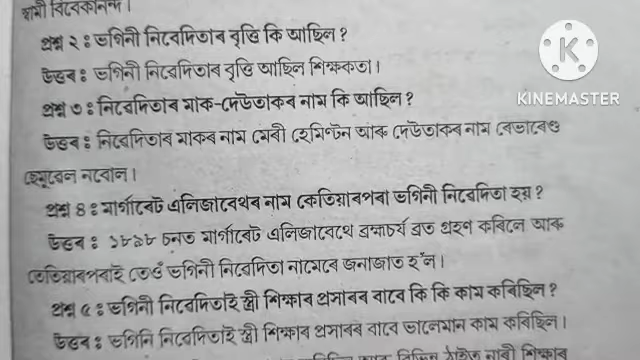 স্বামী বিবেকানন্দ।
প্ৰশ্ন ২ : ভগিনী নিবেদিতাৰ বৃত্তি কি আছিল ?
উত্তৰ : ভগিনী নিবেদিতাৰ বৃত্তি আছিল শিক্ষকতা।
প্ৰশ্ন ৩ : নিবেদিতাৰ মাক-দেউতাকৰ নাম কি আছিল ?
উত্তৰ : নিবেদিতাৰ মাকৰ নাম মেৰী হেমিল্টন আৰু দেউতাকৰ নাম ৰেভাৰেণ্ড
ছেমুৱেল নবোল।
প্ৰশ্ন ৪ : মাৰ্গাৰেট এলিজাবেথৰ নাম কেতিয়াৰপৰা ভগিনী নিবেদিতা হয় ?
উত্তৰ : ১৮৯৮ চনত মাৰ্গাৰেট এলিজাবেথে ব্ৰহ্মচৰ্য ব্ৰত গ্ৰহণ কৰিলে আৰু
তেতিয়াৰপৰাই তেওঁ ভগিনী নিবেদিতা নামেৰে জনাজাত হ'ল।
প্ৰশ্ন ৫ : ভগিনী নিবেদিতাই স্ত্ৰী শিক্ষাৰ প্ৰসাৰৰ বাবে কি কি কাম কৰিছিল ?
উত্তৰ : ভগিনি নিবেদিতাই স্ত্ৰী শিক্ষাৰ প্ৰসাৰৰ বাবে ভালেমান কাম কৰিছিল।
নাৰী শিক্ষাৰ
KINEMASTER